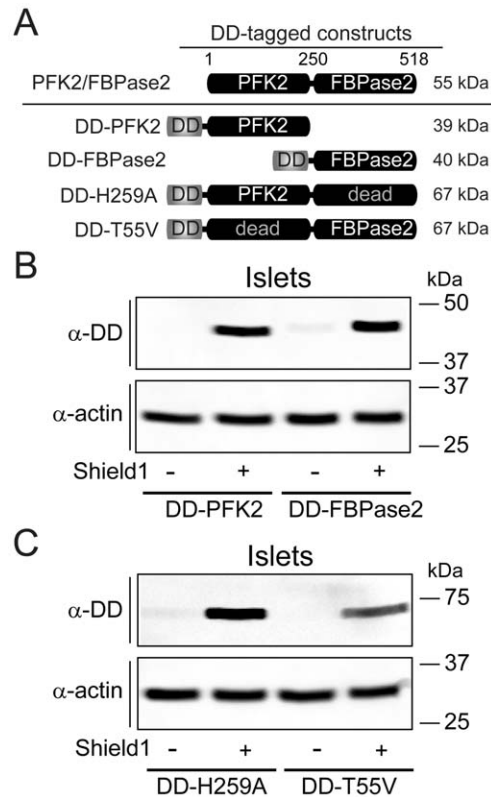 A
DD-tagged constructs
1 250 518
PFK2/FBPase2 PFK2 FBPase2 55 kDa
DD-PFK2 DD PFK2 39 kDa
DD-FBPase2 DD FBPase2 40 kDa
DD-H259A DD PFK2 dead 67 kDa
DD-T55V DD dead FBPase2 67 kDa
B
Islets
kDa
α-DD
50
37
α-actin
37
25
Shield1 - + - +
DD-PFK2 DD-FBPase2
C
Islets
kDa
α-DD
75
α-actin
37
25
Shield1 - + - +
DD-H259A DD-T55V